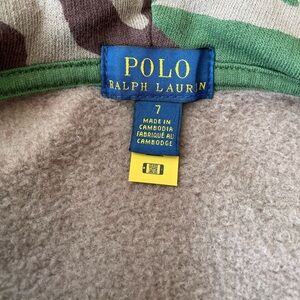 POLO
RALPH LAUREN
7
MADE IN
CAMBODIA
FABRIQUÉ AU
CAMBODGE